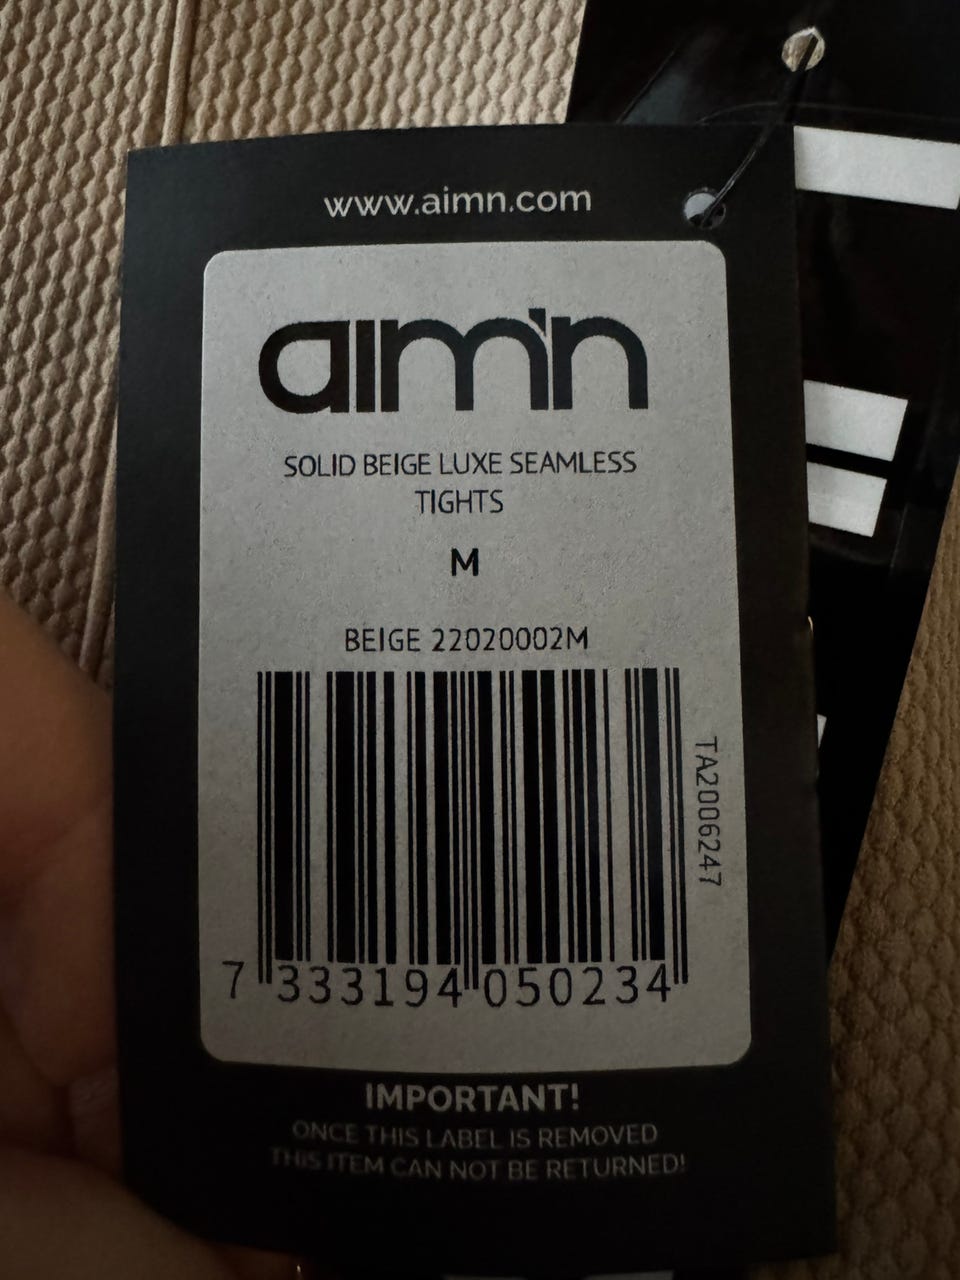 www.aimn.com
aim'n
SOLID BEIGE LUXE SEAMLESS
TIGHTS
M
BEIGE 22020002M
TA2006247
7 333194 050234
IMPORTANT!
ONCE THIS LABEL IS REMOVED
THIS ITEM CAN NOT BE RETURNED!